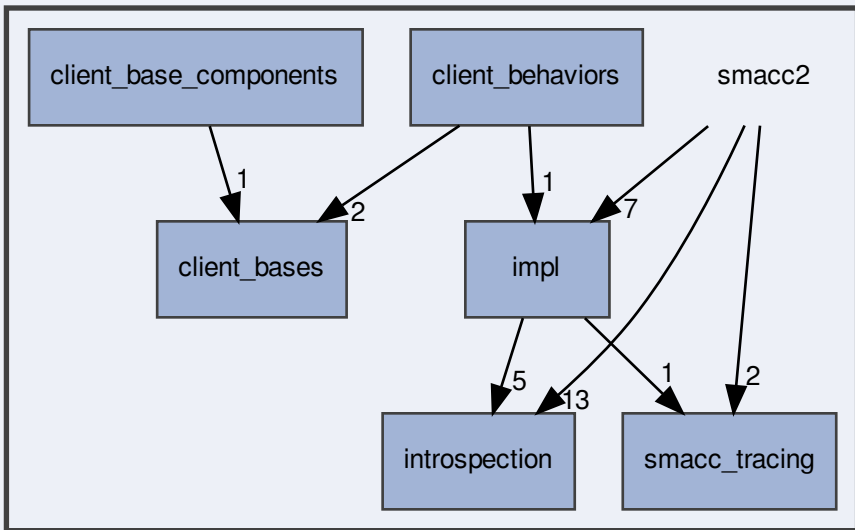 client_base_components
client_behaviors
smacc2
1
2
1
7
client_bases
impl
5
13
1
2
introspection
smacc_tracing